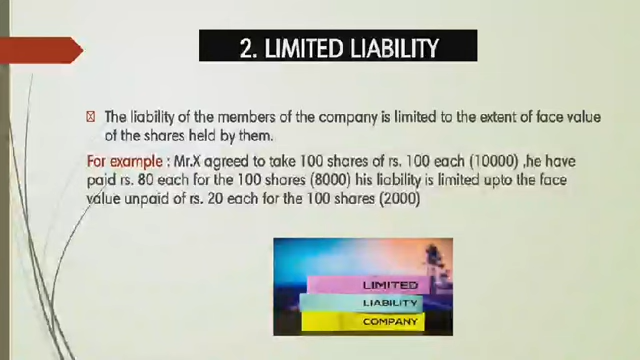 2. LIMITED LIABILITY
The liability of the members of the company is limited to the extent of face value
of the shares held by them.
For example : Mr.X agreed to take 100 shares of rs. 100 each (10000) ,he have
paid rs. 80 each for the 100 shares (8000) his liability is limited upto the face
value unpaid of rs. 20 each for the 100 shares (2000)
LIMITED
LIABILITY
COMPANY